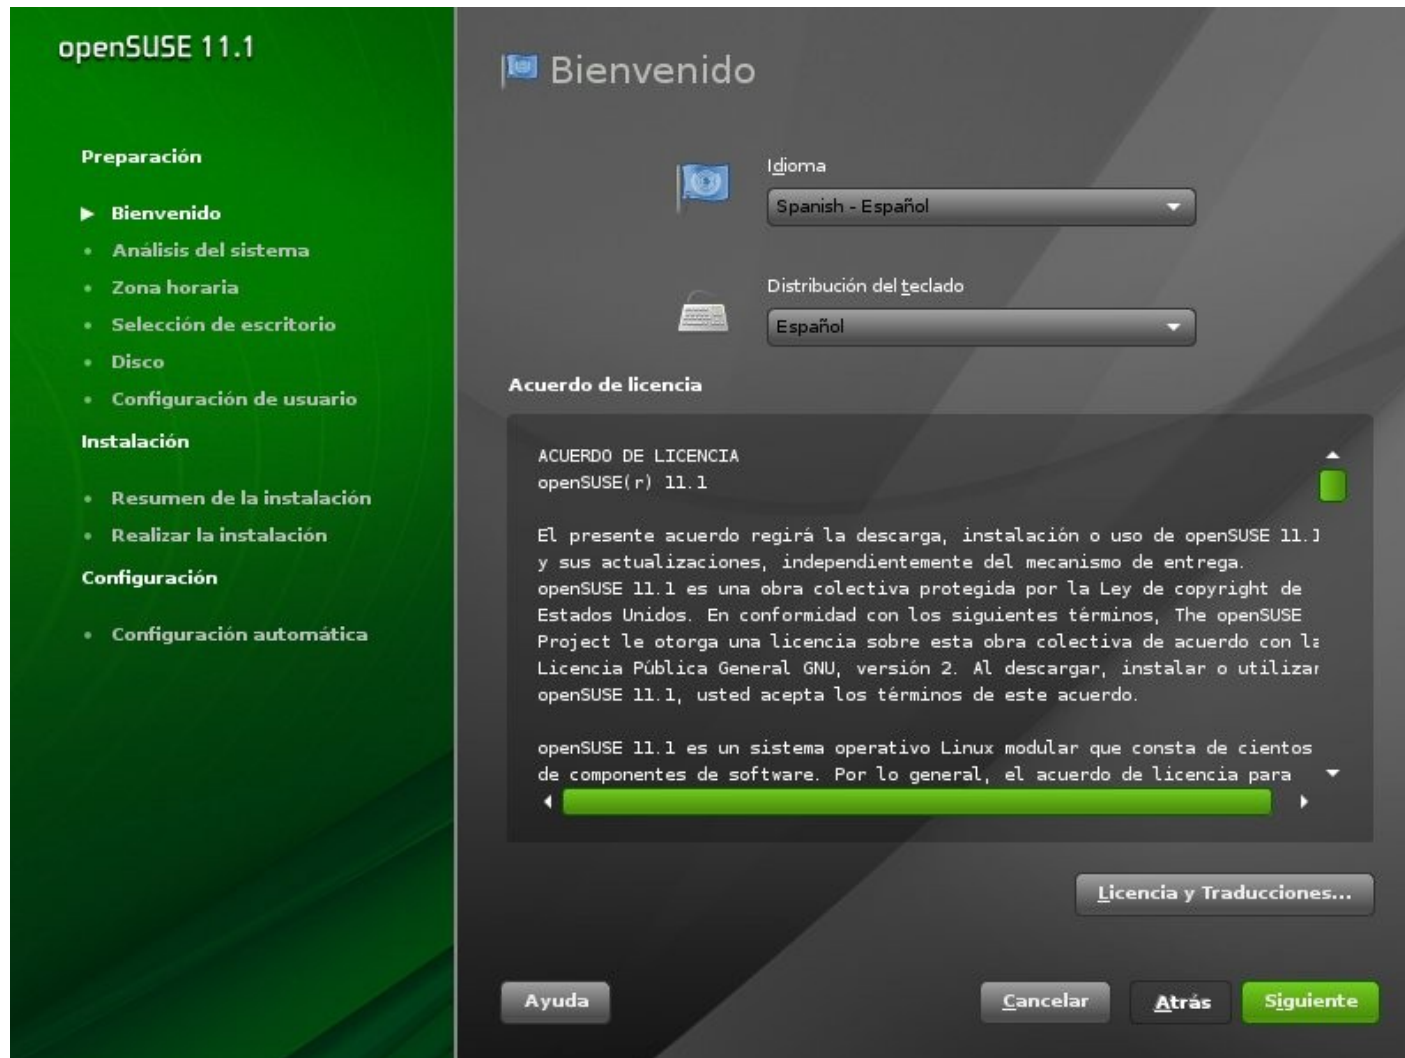 openSUSE 11.1
Preparación
Bienvenido
Análisis del sistema
Zona horaria
Selección de escritorio
Disco
Configuración de usuario
Instalación
Resumen de la instalación
Realizar la instalación
Configuración
Configuración automática
Bienvenido
Idioma
Spanish - Español
Distribución del teclado
Español
Acuerdo de licencia
ACUERDO DE LICENCIA
openSUSE(r) 11.1
El presente acuerdo regirá la descarga, instalación o uso de openSUSE 11.1
y sus actualizaciones, independientemente del mecanismo de entrega.
openSUSE 11.1 es una obra colectiva protegida por la Ley de copyright de
Estados Unidos. En conformidad con los siguientes términos, The openSUSE
Project le otorga una licencia sobre esta obra colectiva de acuerdo con la
Licencia Pública General GNU, versión 2. Al descargar, instalar o utilizar
openSUSE 11.1, usted acepta los términos de este acuerdo.
openSUSE 11.1 es un sistema operativo Linux modular que consta de cientos
de componentes de software. Por lo general, el acuerdo de licencia para
Licencia y Traducciones...
Ayuda
Cancelar
Atrás
Siguiente